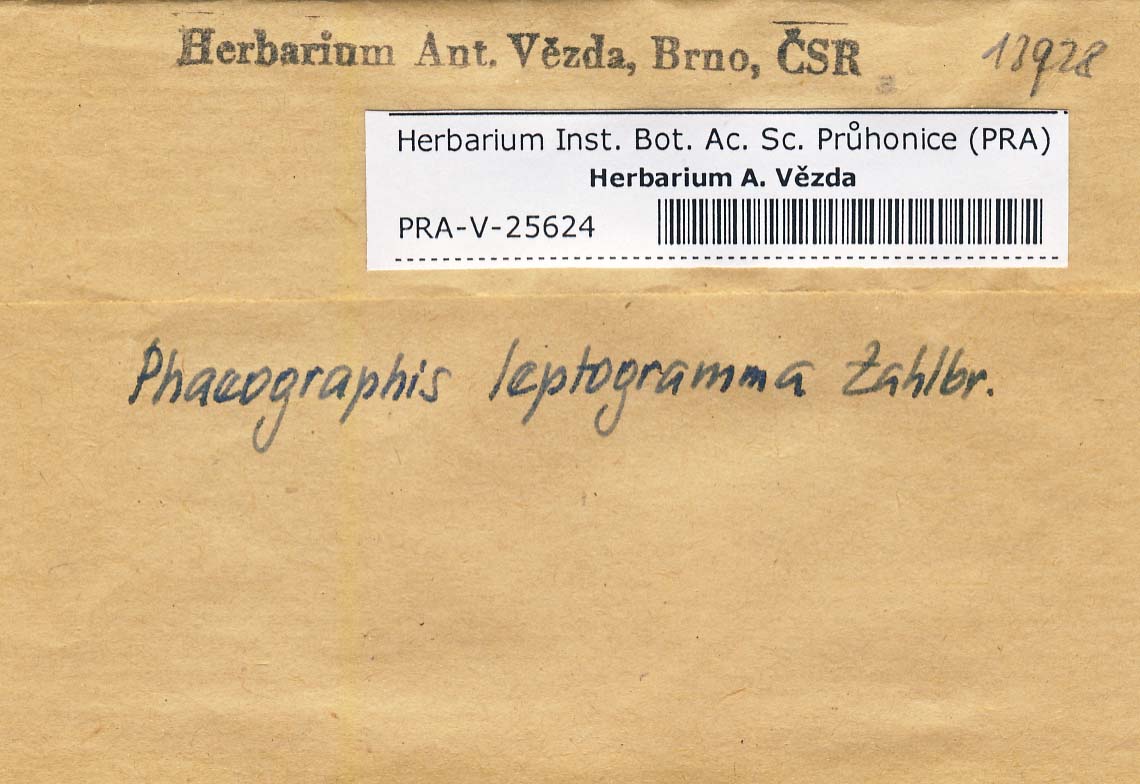 Herbarium Ant. Vězda, Brno, ČSR 13928
Herbarium Inst. Bot. Ac. Sc. Průhonice (PRA)
Herbarium A. Vězda
PRA-V-25624
Phaeographis leptogramma Zahlbr.